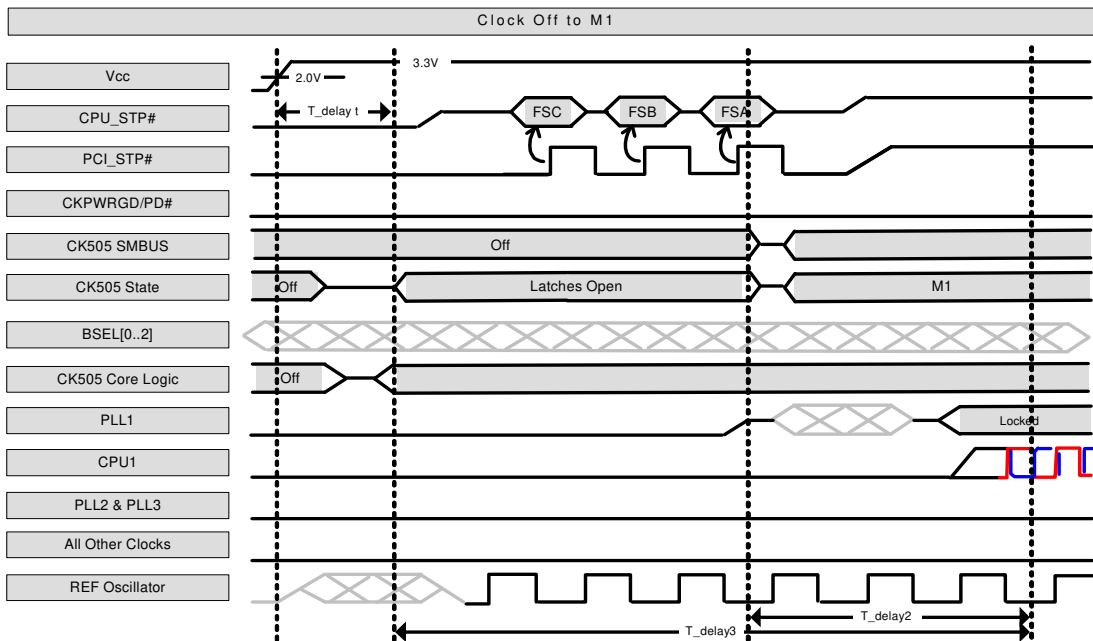 Clock Off to M1
Vcc
2.0V
3.3V
T_delay t
CPU_STP#
FSC
FSB
FSA
PCI_STP#
CKPWRGD/PD#
CK505 SMBUS
Off
CK505 State
Off
Latches Open
M1
BSEL[0..2]
CK505 Core Logic
Off
PLL1
Locked
CPU1
PLL2 & PLL3
All Other Clocks
REF Oscillator
T_delay2
T_delay3